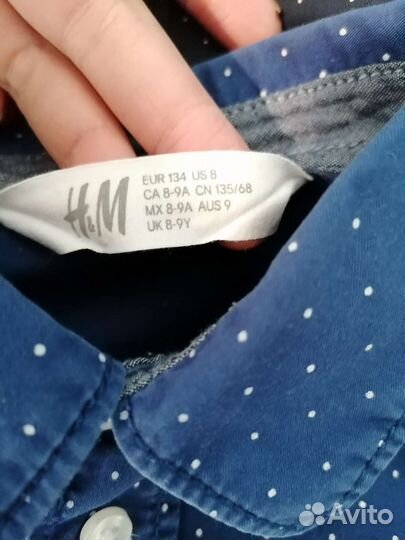 H&M
EUR 134 US 8
CA 8-9A CN 135/68
MX 8-9A AUS 9
UK 8-9Y
Avito